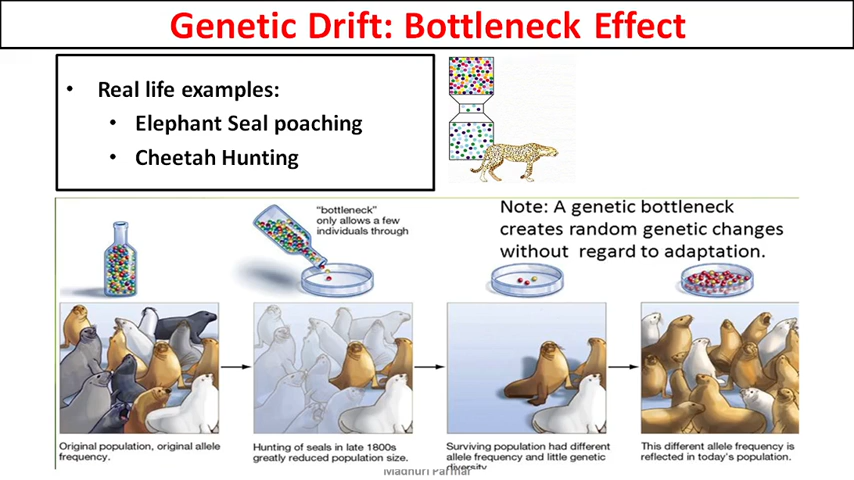 Genetic Drift: Bottleneck Effect
• Real life examples:
• Elephant Seal poaching
• Cheetah Hunting
"bottleneck"
only allows a few
individuals through
Note: A genetic bottleneck
creates random genetic changes
without regard to adaptation.
Original population, original allele
frequency.
Hunting of seals in late 1800s
greatly reduced population size.
Surviving population had different
allele frequency and little genetic
diversity.
This different allele frequency is
reflected in today's population.
Madhuri Parmar